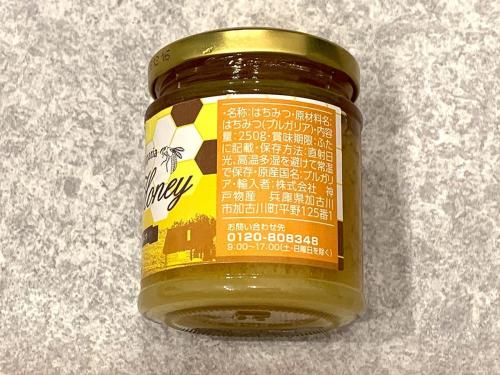 Honey
・名称:はちみつ・原材料名:
はちみつ(ブルガリア)・内容
量:250g・賞味期限:ふた
に記載・保存方法:直射日
光、高温多湿を避けて常温
で保存・原産国名:ブルガリ
ア・輸入者:株式会社 神
戸物産 兵庫県加古川
市加古川町平野125番1
お問い合わせ先
0120-808348
9:00~17:00(土・日曜日を除く)